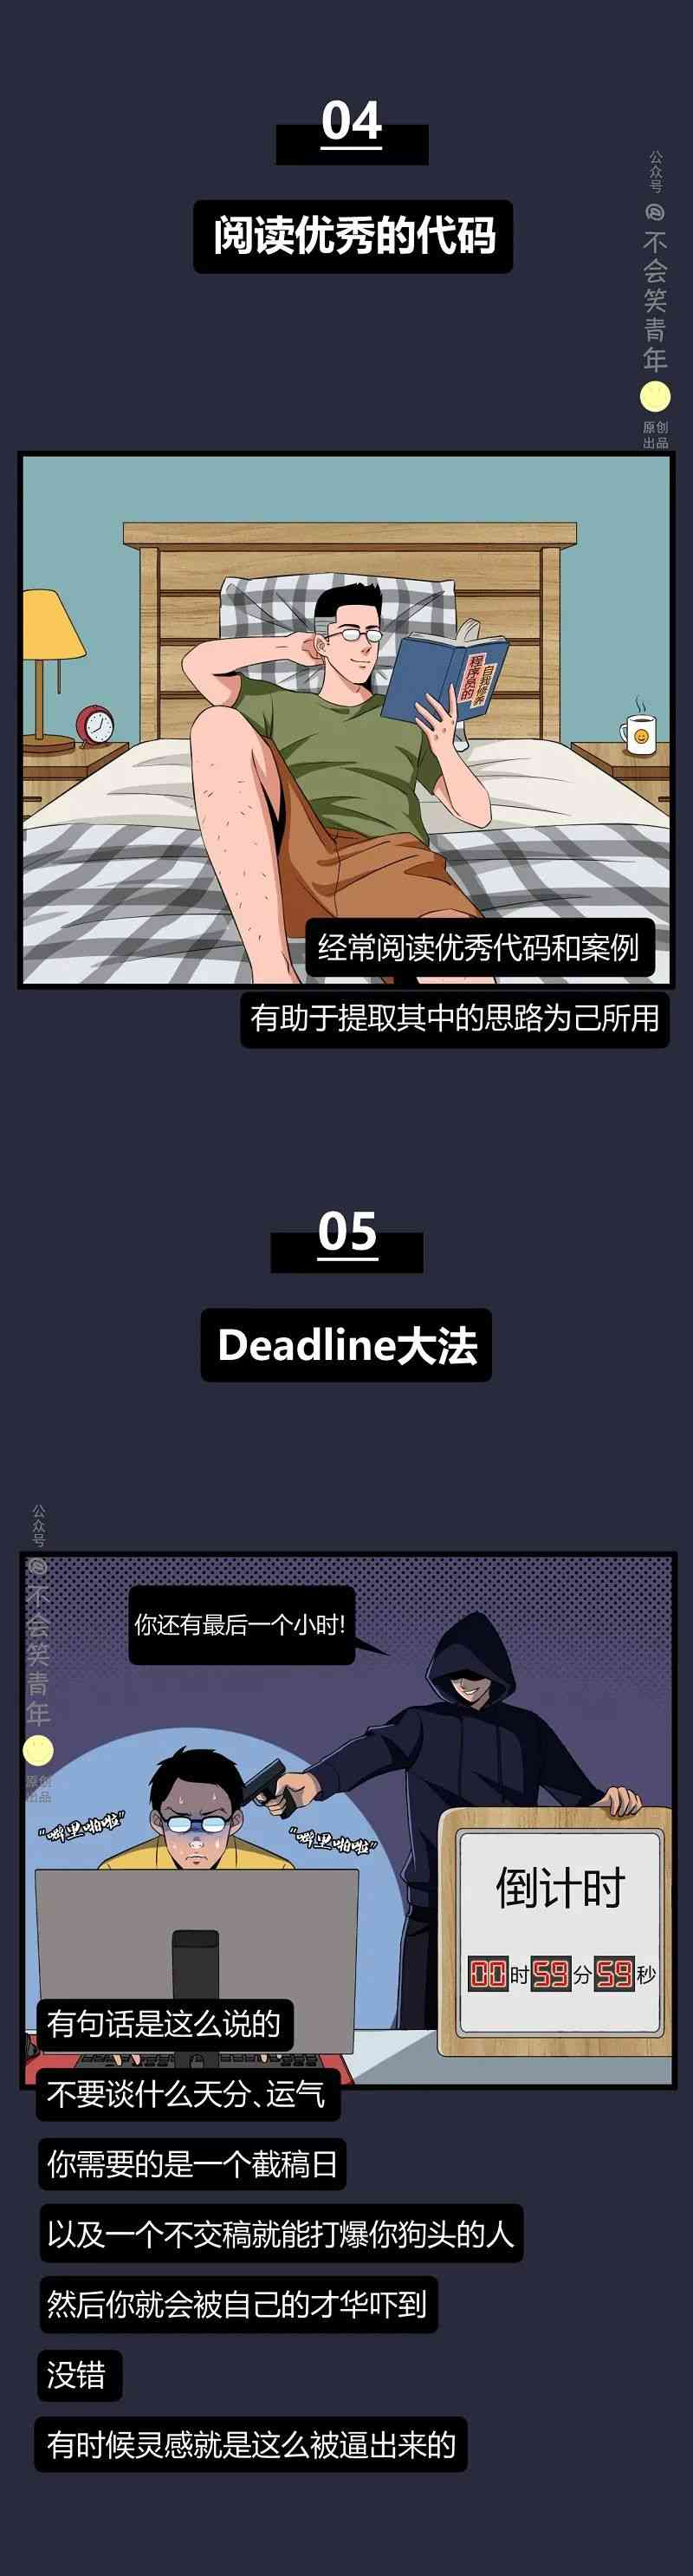 04
阅读优秀的代码
公众号
@不会笑青年
原创
出品
程序员的
自我修养
经常阅读优秀代码和案例
有助于提取其中的思路为己所用
05
Deadline大法
公众号
@不会笑青年
原创
出品
你还有最后一个小时!
"噼里啪啦"
"噼里啪啦"
倒计时
00时59分59秒
有句话是这么说的
不要谈什么天分、运气
你需要的是一个截稿日
以及一个不交稿就能打爆你狗头的人
然后你就会被自己的才华吓到
没错
有时候灵感就是这么被逼出来的